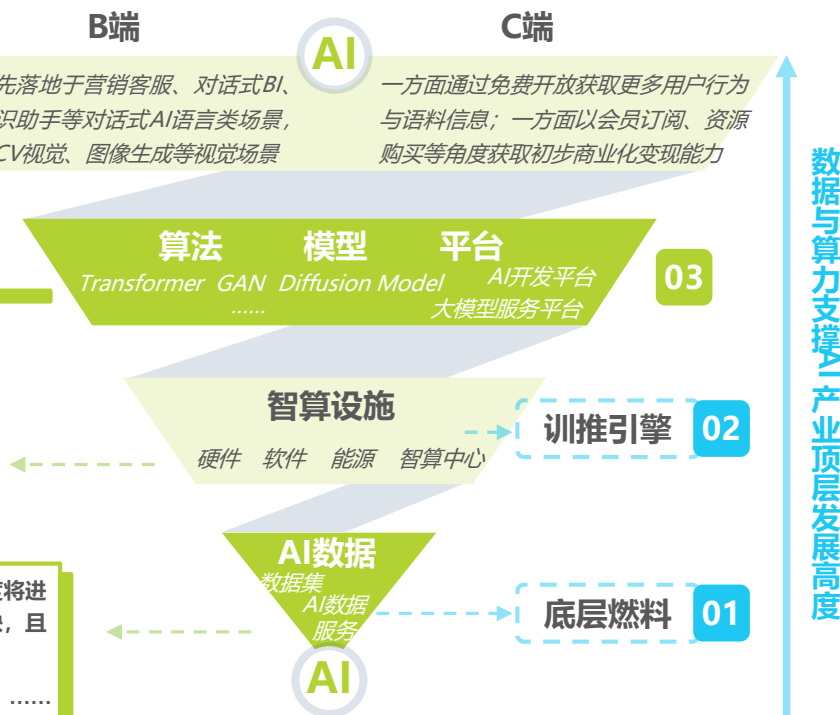 B端
AI
C端
先落地于营销客服、对话式BI、
识助手等对话式AI语言类场景，
CV视觉、图像生成等视觉场景
一方面通过免费开放获取更多用户行为
与语料信息；一方面以会员订阅、资源
购买等角度获取初步商业化变现能力
算法 模型 平台
Transformer GAN Diffusion Model
……
AI开发平台
大模型服务平台
03
智算设施
硬件 软件 能源 智算中心
训推引擎 02
AI数据
数据集
AI数据
服务
底层燃料 01
AI
将进
，且
……
数据与算力支撑AI产业顶层发展高度